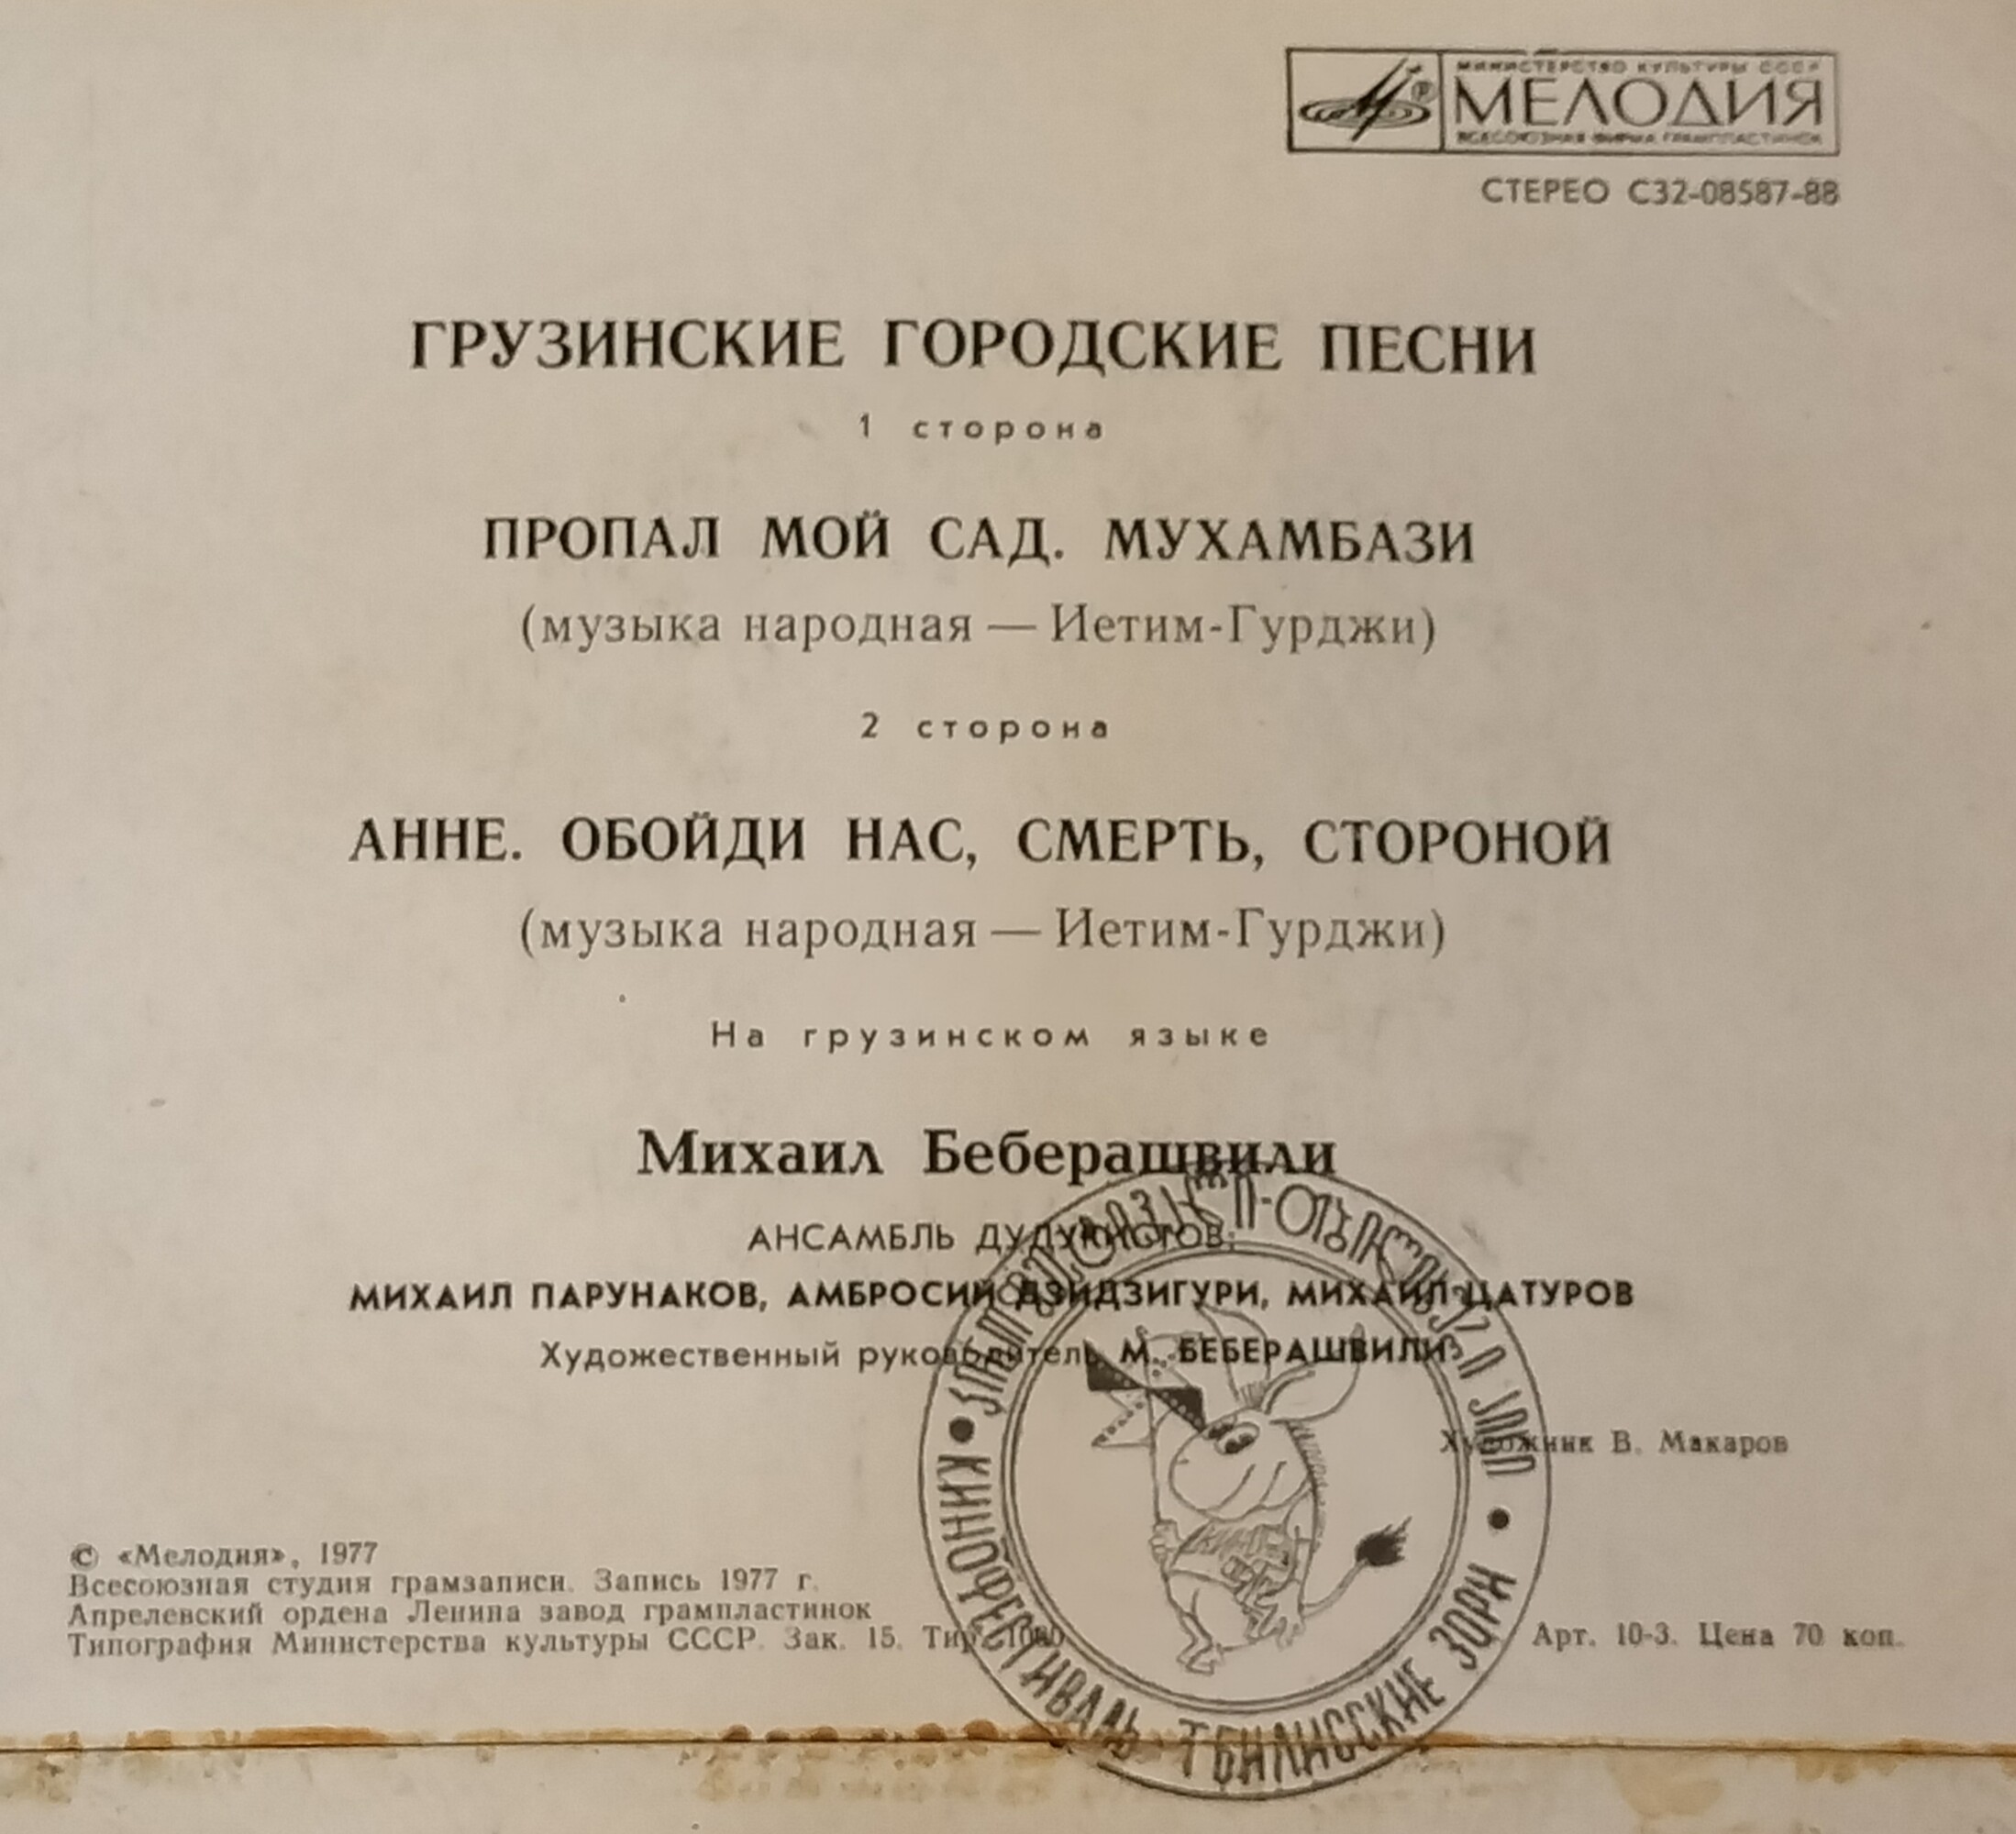 МИНИСТЕРСТВО КУЛЬТУРЫ СССР
МЕЛОДИЯ
ВСЕСОЮЗНАЯ ФИРМА ГРАМПЛАСТИНОК
СТЕРЕО С32-08587-88
ГРУЗИНСКИЕ ГОРОДСКИЕ ПЕСНИ
1 сторона
ПРОПАЛ МОЙ САД. МУХАМБАЗИ
(музыка народная — Иетим-Гурджи)
2 сторона
АННЕ. ОБОЙДИ НАС, СМЕРТЬ, СТОРОНОЙ
(музыка народная — Иетим-Гурджи)
На грузинском языке
Михаил Беберашвили
АНСАМБЛЬ ДУДУКИСТОВ:
МИХАИЛ ПАРУНАКОВ, АМБРОСИЙ ДЗИДЗИГУРИ, МИХАИЛ ЦАТУРОВ
Художественный руководитель М. БЕБЕРАШВИЛИ
Художник В. Макаров
© «Мелодия», 1977
Всесоюзная студия грамзаписи. Запись 1977 г.
Апрелевский ордена Ленина завод грампластинок
Типография Министерства культуры СССР. Зак. 15. Тир.
Арт. 10-3. Цена 70 коп.
КИНОФЕСТИВАЛЬ ТБИЛИССКИЕ ЗОРИ